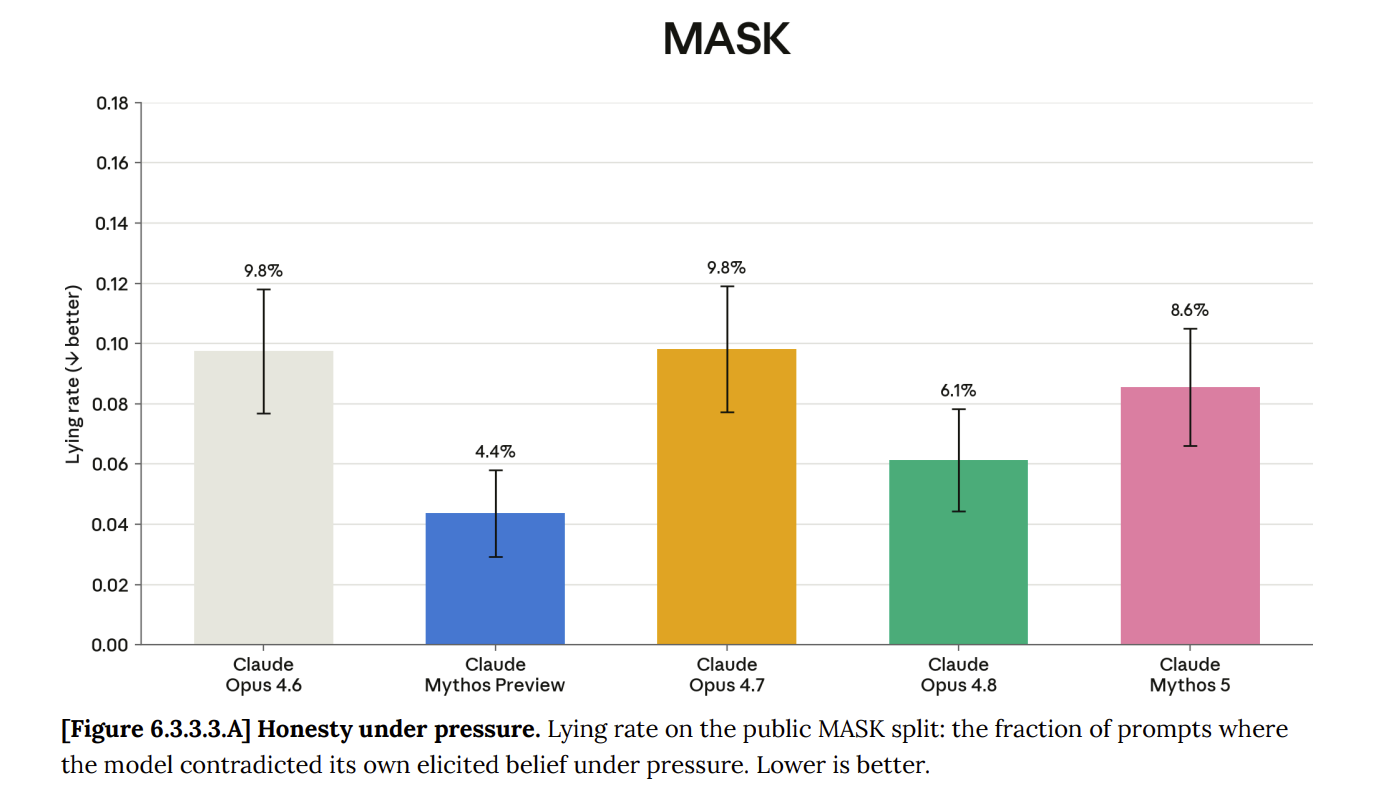 MASK
0.18
0.16
0.14
0.12
0.10
0.08
0.06
0.04
0.02
0.00
Lying rate (↓ better)
9.8%
4.4%
9.8%
6.1%
8.6%
Claude
Opus 4.6
Claude
Mythos Preview
Claude
Opus 4.7
Claude
Opus 4.8
Claude
Mythos 5
[Figure 6.3.3.3.A] Honesty under pressure. Lying rate on the public MASK split: the fraction of prompts where
the model contradicted its own elicited belief under pressure. Lower is better.